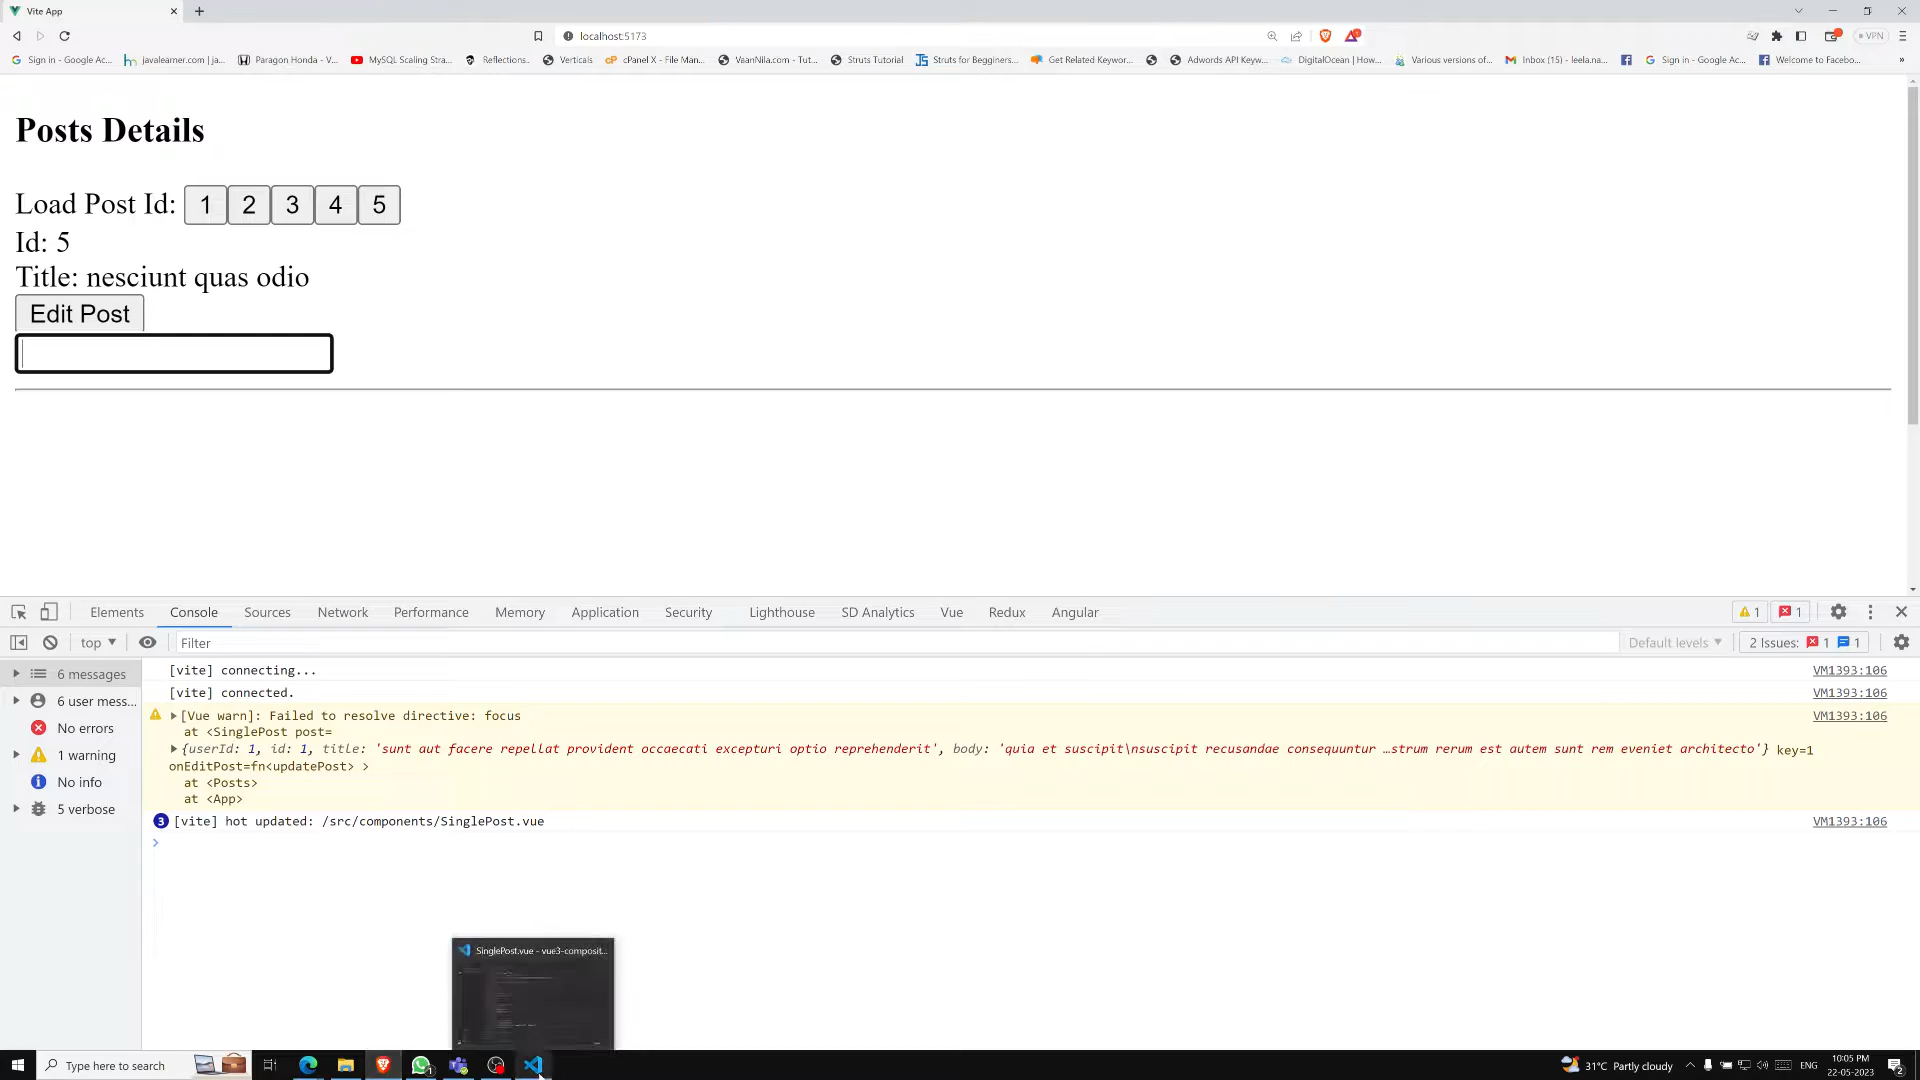 Vite App
localhost:5173
VPN
Sign in - Google Ac...
javalearner.com | ja...
Paragon Honda - V...
MySQL Scaling Stra...
Reflections..
Verticals
cPanel X - File Man...
VaanNila.com - Tut...
Struts Tutorial
Struts for Begginers...
Get Related Keywor...
Adwords API Keyw...
DigitalOcean | How...
Various versions of...
Inbox (15) - leela.na...
Sign in - Google Ac...
Welcome to Facebo...
Posts Details
Load Post Id: 1 2 3 4 5
Id: 5
Title: nesciunt quas odio
Edit Post
Elements Console Sources Network Performance Memory Application Security Lighthouse SD Analytics Vue Redux Angular 1 1
top Filter Default levels 2 Issues: 1 1
6 messages
6 user mess...
No errors
1 warning
No info
5 verbose
[vite] connecting... VM1393:106
[vite] connected. VM1393:106
[Vue warn]: Failed to resolve directive: focus VM1393:106
at <SinglePost post=
{userId: 1, id: 1, title: 'sunt aut facere repellat provident occaecati excepturi optio reprehenderit', body: 'quia et suscipit\nsuscipit recusandae consequuntur …strum rerum est autem sunt rem eveniet architecto'} key=1
onEditPost=fn<updatePost> >
at <Posts>
at <App>
3 [vite] hot updated: /src/components/SinglePost.vue VM1393:106
SinglePost.vue - vue3-composit...
Type here to search
31°C Partly cloudy
ENG
10:05 PM
22-05-2023
2